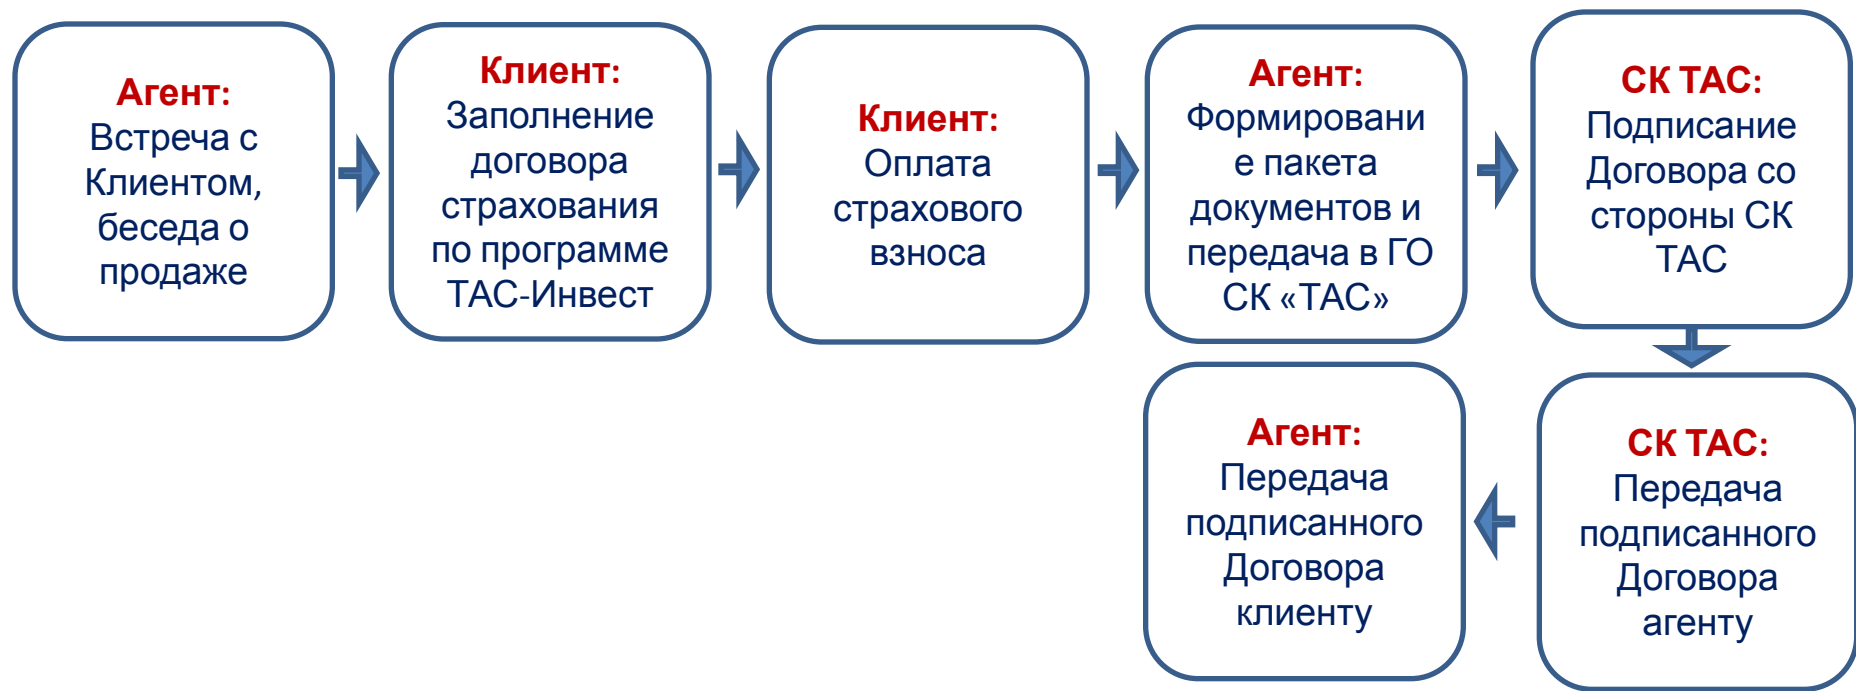 Агент:
Встреча с
Клиентом,
беседа о
продаже
Клиент:
Заполнение
договора
страхования
по программе
ТАС-Инвест
Клиент:
Оплата
страхового
взноса
Агент:
Формировани
е пакета
документов и
передача в ГО
СК «ТАС»
СК ТАС:
Подписание
Договора со
стороны СК
ТАС
СК ТАС:
Передача
подписанного
Договора
агенту
Агент:
Передача
подписанного
Договора
клиенту